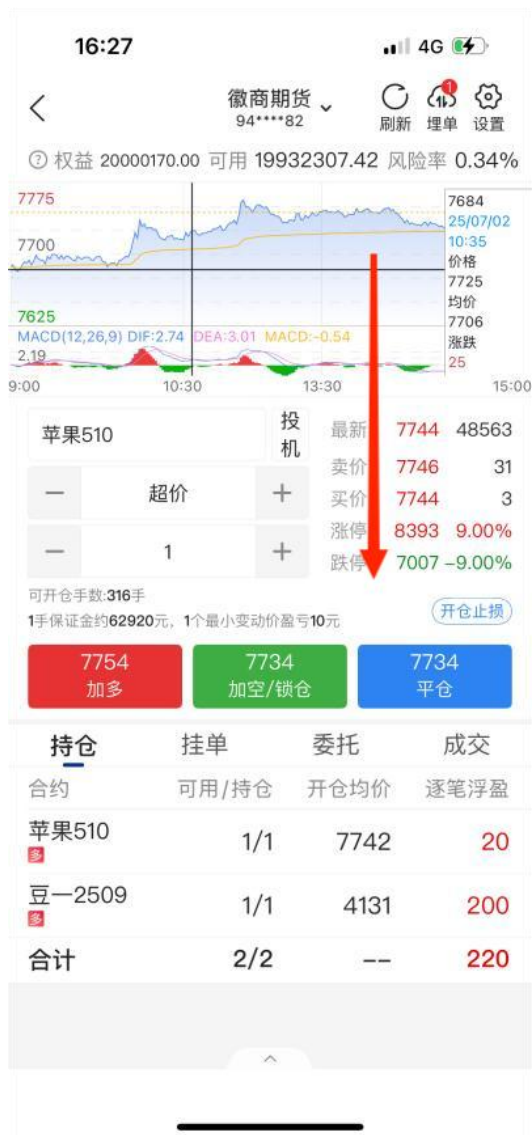 16:27 4G
徽商期货
94****82
1
刷新 埋单 设置
? 权益 20000170.00 可用 19932307.42 风险率 0.34%
7775
7700
7625
7684
25/07/02
10:35
价格
7725
均价
7706
涨跌
25
MACD(12,26,9) DIF:2.74 DEA:3.01 MACD:-0.54
2.19
9:00 10:30 13:30 15:00
苹果510 投机
最新 7744 48563
卖价 7746 31
— 超价 +
买价 7744 3
涨停 8393 9.00%
— 1 +
跌停 7007 -9.00%
可开仓手数:316手
1手保证金约62920元，1个最小变动价盈亏10元
开仓止损
7754 7734 7734
加多 加空/锁仓 平仓
持仓 挂单 委托 成交
合约 可用/持仓 开仓均价 逐笔浮盈
苹果510 1/1 7742 20
多
豆一2509 1/1 4131 200
多
合计 2/2 -- 220